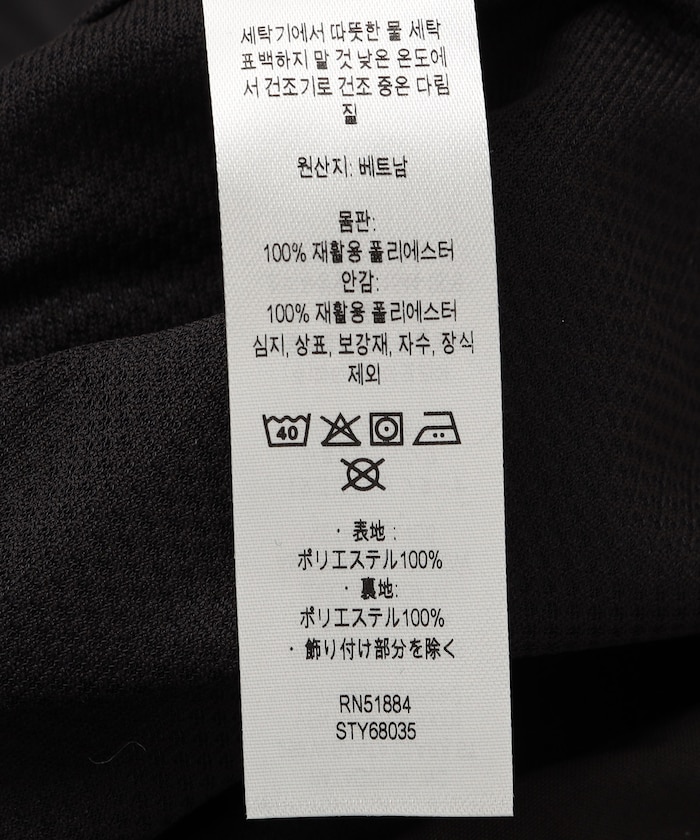 세탁기에서 따뜻한 물 세탁
표백하지 말 것 낮은 온도에
서 건조기로 건조 중온 다림
질
원산지: 베트남
몸판:
100% 재활용 폴리에스터
안감:
100% 재활용 폴리에스터
심지, 상표, 보강재, 자수, 장식
제외
40
・表地 :
ポリエステル100%
・裏地:
ポリエステル100%
・飾り付け部分を除く
RN51884
STY68035